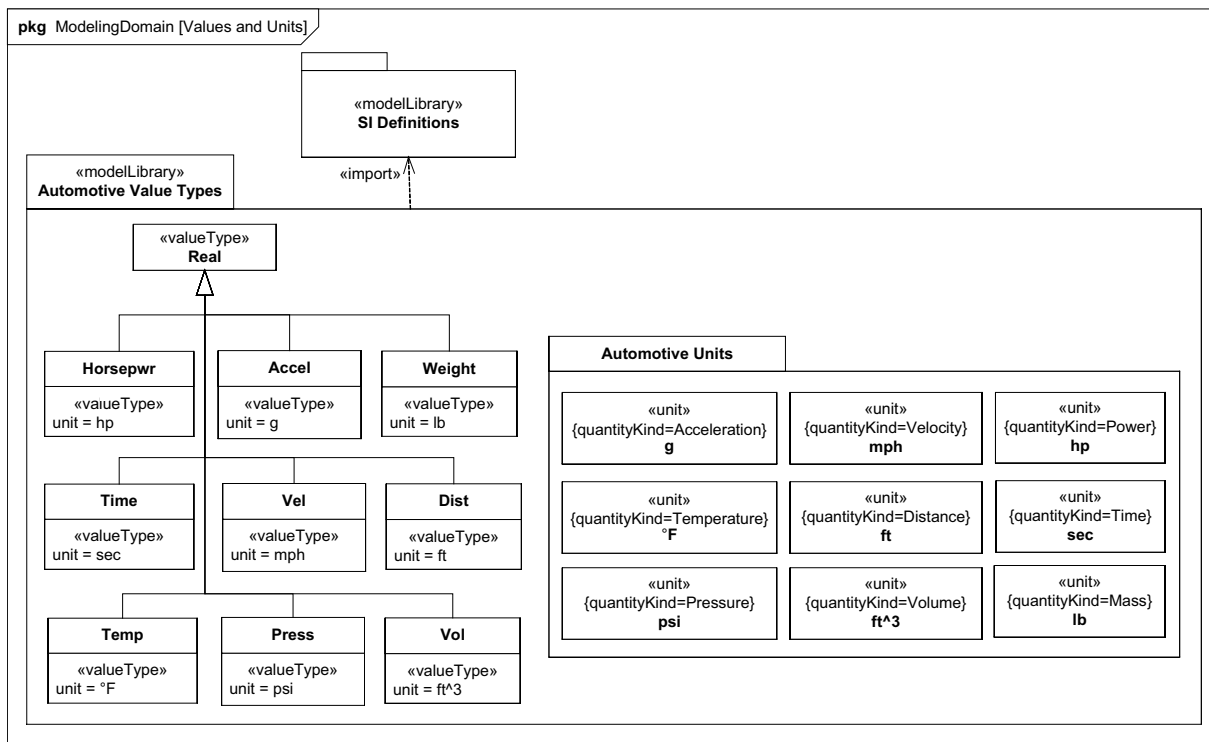 pkg ModelingDomain [Values and Units]
«modelLibrary»
SI Definitions
«import»
«modelLibrary»
Automotive Value Types
«valueType»
Real
Horsepwr
«valueType»
unit = hp
Accel
«valueType»
unit = g
Weight
«valueType»
unit = lb
Time
«valueType»
unit = sec
Vel
«valueType»
unit = mph
Dist
«valueType»
unit = ft
Temp
«valueType»
unit = °F
Press
«valueType»
unit = psi
Vol
«valueType»
unit = ft^3
Automotive Units
«unit»
{quantityKind=Acceleration}
g
«unit»
{quantityKind=Velocity}
mph
«unit»
{quantityKind=Power}
hp
«unit»
{quantityKind=Temperature}
°F
«unit»
{quantityKind=Distance}
ft
«unit»
{quantityKind=Time}
sec
«unit»
{quantityKind=Pressure}
psi
«unit»
{quantityKind=Volume}
ft^3
«unit»
{quantityKind=Mass}
lb